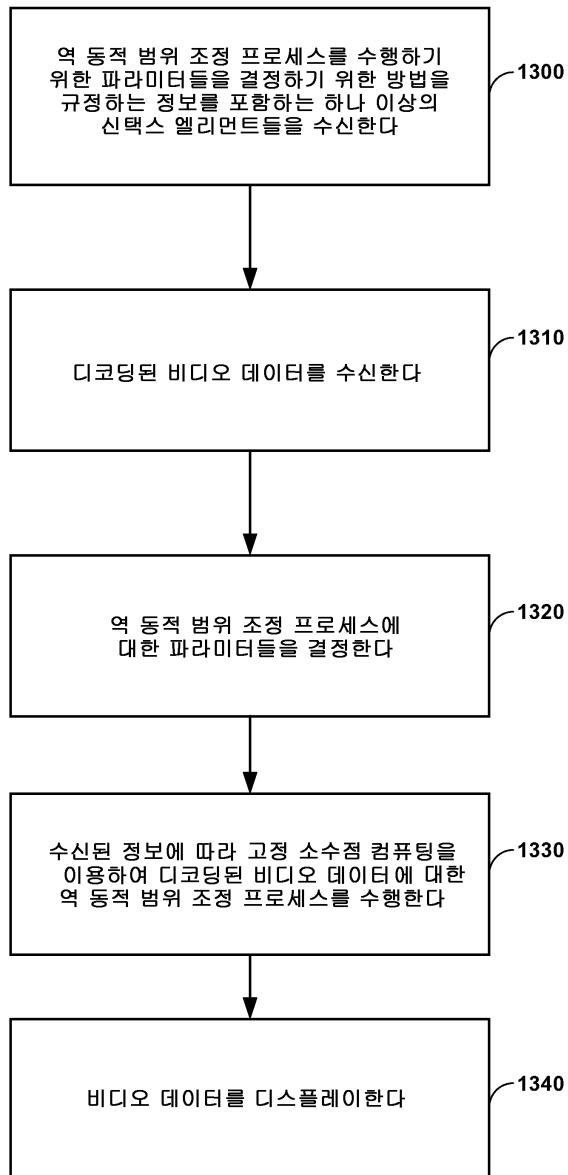 역 동적 범위 조정 프로세스를 수행하기
위한 파라미터들을 결정하기 위한 방법을
규정하는 정보를 포함하는 하나 이상의
신택스 엘리먼트들을 수신한다
1300
디코딩된 비디오 데이터를 수신한다
1310
역 동적 범위 조정 프로세스에
대한 파라미터들을 결정한다
1320
수신된 정보에 따라 고정 소수점 컴퓨팅을
이용하여 디코딩된 비디오 데이터에 대한
역 동적 범위 조정 프로세스를 수행한다
1330
비디오 데이터를 디스플레이한다
1340